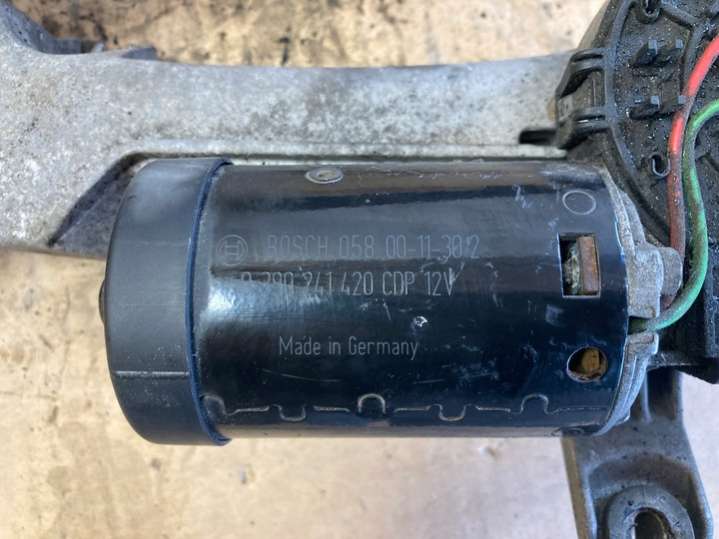 BOSCH 058 00-11-30.2
0 390 241 420 CDP 12V
Made in Germany